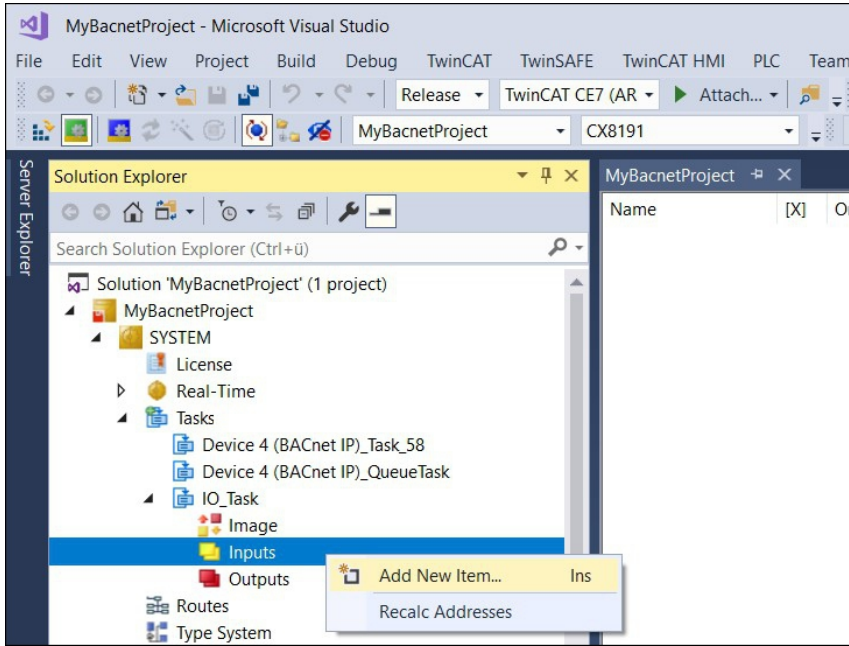 MyBacnetProject - Microsoft Visual Studio
File Edit View Project Build Debug TwinCAT TwinSAFE TwinCAT HMI PLC Team
Release TwinCAT CE7 (AR Attach...
MyBacnetProject CX8191
Server Explorer
Solution Explorer
Search Solution Explorer (Ctrl+ü)
Solution 'MyBacnetProject' (1 project)
MyBacnetProject
SYSTEM
License
Real-Time
Tasks
Device 4 (BACnet IP)_Task_58
Device 4 (BACnet IP)_QueueTask
IO_Task
Image
Inputs
Outputs
Routes
Type System
Add New Item... Ins
Recalc Addresses
MyBacnetProject
Name [X]